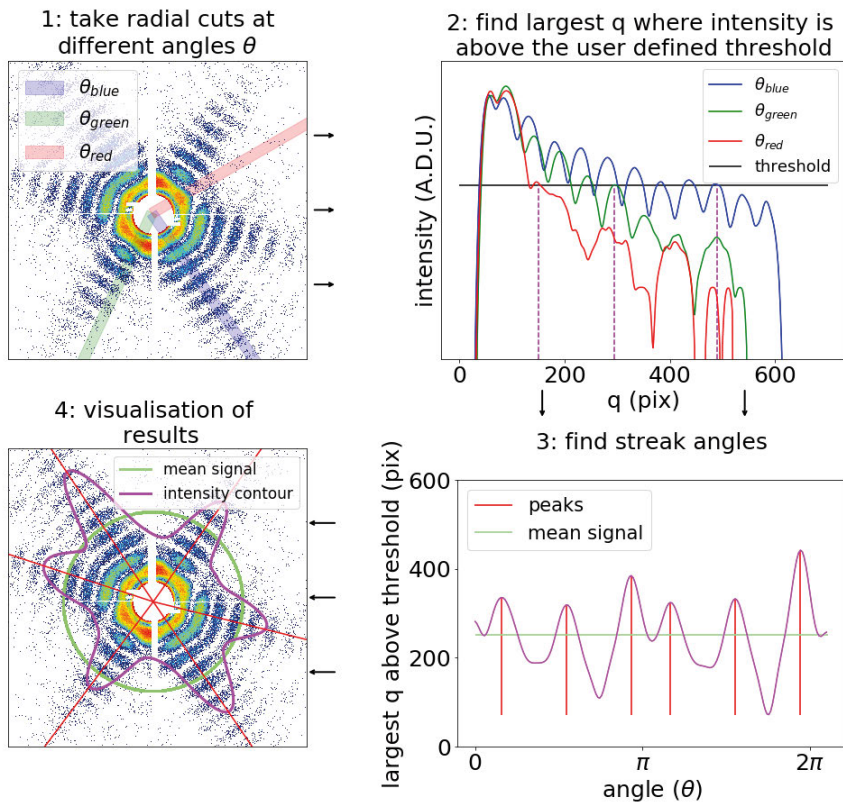 1: take radial cuts at
different angles θ
θblue
θgreen
θred
2: find largest q where intensity is
above the user defined threshold
θblue
θgreen
θred
threshold
intensity (A.D.U.)
0 200 400 600
q (pix)
4: visualisation of
results
mean signal
intensity contour
3: find streak angles
peaks
mean signal
largest q above threshold (pix)
600
400
200
0
0 π 2π
angle (θ)